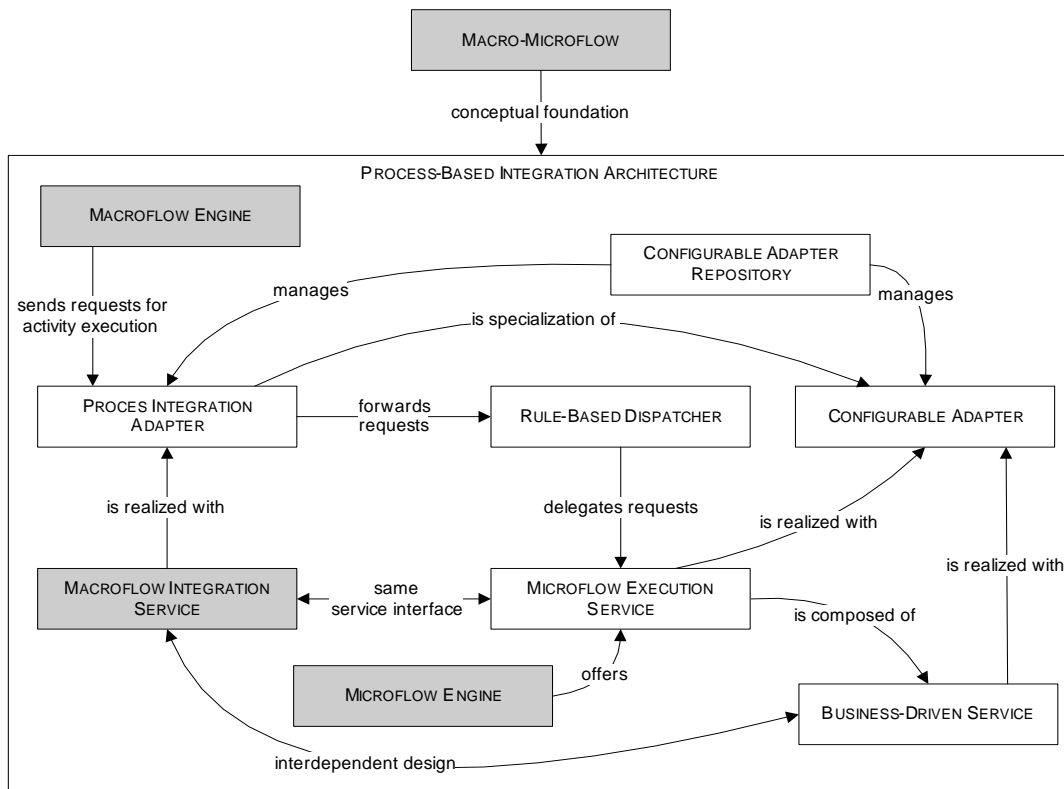 MACRO-MICROFLOW
conceptual foundation
PROCESS-BASED INTEGRATION ARCHITECTURE
MACROFLOW ENGINE
CONFIGURABLE ADAPTER
REPOSITORY
manages
manages
sends requests for
activity execution
is specialization of
PROCES INTEGRATION
ADAPTER
forwards
requests
RULE-BASED DISPATCHER
CONFIGURABLE ADAPTER
is realized with
delegates requests
is realized with
is realized with
MACROFLOW INTEGRATION
SERVICE
same
service interface
MICROFLOW EXECUTION
SERVICE
is composed of
MICROFLOW ENGINE
offers
BUSINESS-DRIVEN SERVICE
interdependent design